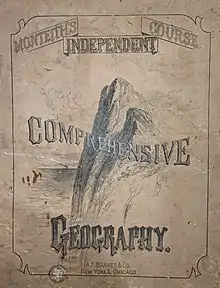 MONTEITH'S
COURSE
INDEPENDENT
COMPREHENSIVE
GEOGRAPHY.
A.S. BARNES & CO.
NEW YORK & CHICAGO.